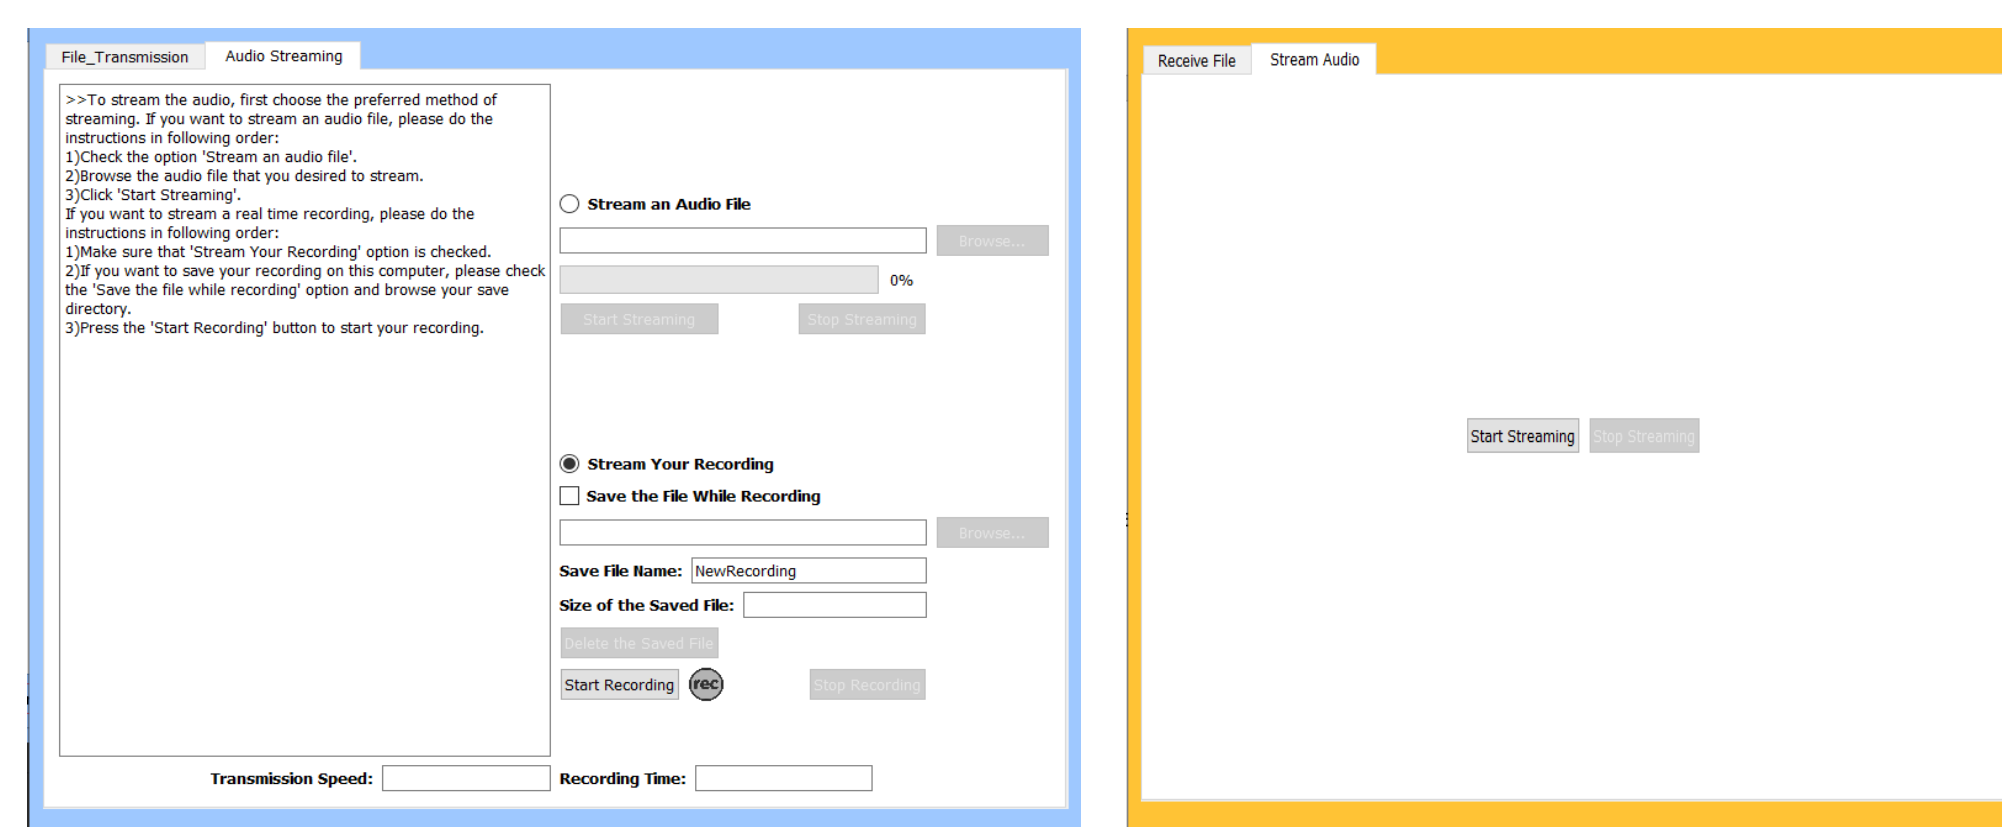 File_Transmission
Audio Streaming
>>To stream the audio, first choose the preferred method of
streaming. If you want to stream an audio file, please do the
instructions in following order:
1)Check the option 'Stream an audio file'.
2)Browse the audio file that you desired to stream.
3)Click 'Start Streaming'.
If you want to stream a real time recording, please do the
instructions in following order:
1)Make sure that 'Stream Your Recording' option is checked.
2)If you want to save your recording on this computer, please check
the 'Save the file while recording' option and browse your save
directory.
3)Press the 'Start Recording' button to start your recording.
Stream an Audio File
Browse...
0%
Start Streaming
Stop Streaming
Stream Your Recording
Save the File While Recording
Browse...
Save File Name: NewRecording
Size of the Saved File:
Delete the Saved File
Start Recording
rec
Stop Recording
Transmission Speed:
Recording Time:
Receive File
Stream Audio
Start Streaming
Stop Streaming